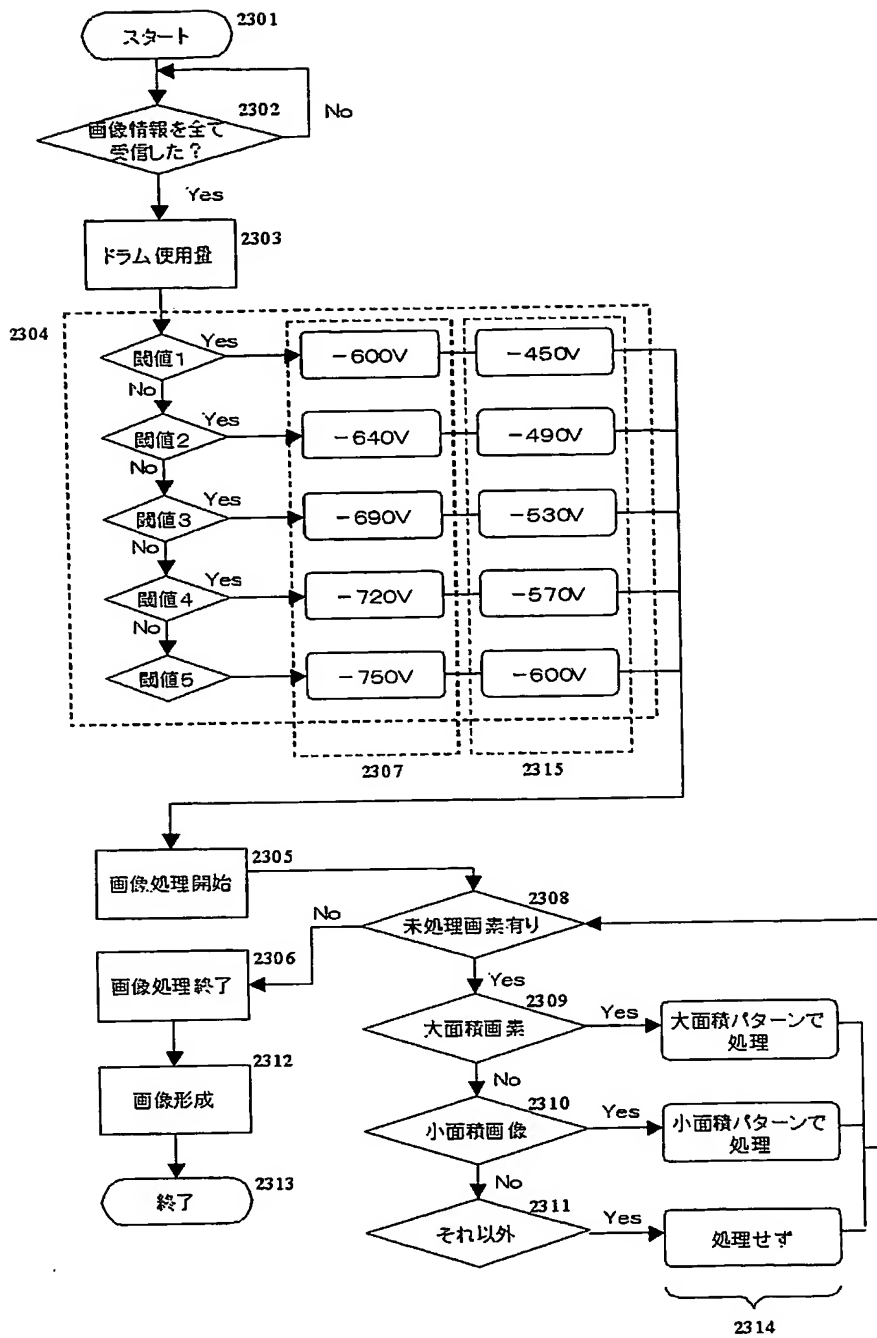 スタート
2301
2302
No
画像情報を全て
受信した?
Yes
2303
ドラム使用量
2304
閾値1
Yes
-600V
-450V
No
閾値2
Yes
-640V
-490V
No
閾値3
Yes
-690V
-530V
No
閾値4
Yes
-720V
-570V
No
閾値5
-750V
-600V
2307
2315
2305
画像処理開始
2308
未処理画素有り
No
Yes
2306
画像処理終了
2309
大面積画素
Yes
大面積パターンで
処理
No
2312
画像形成
2310
小面積画像
Yes
小面積パターンで
処理
No
2313
終了
2311
それ以外
Yes
処理せず
2314